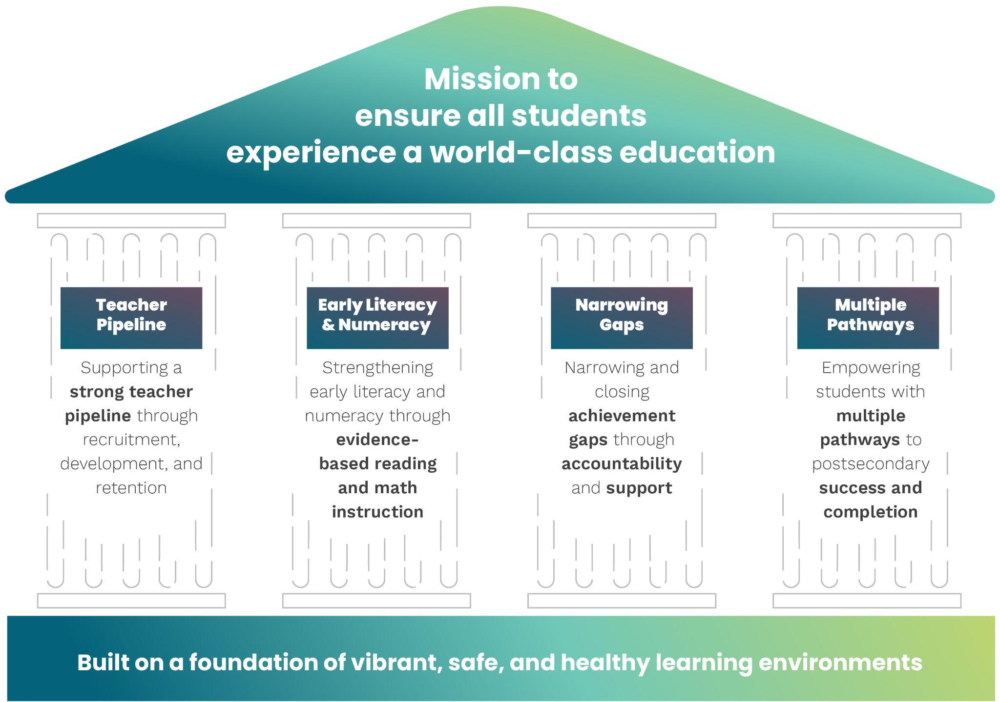 Mission to
ensure all students
experience a world-class education
Teacher
Pipeline
Supporting a
strong teacher
pipeline through
recruitment,
development, and
retention
Early Literacy
& Numeracy
Strengthening
early literacy and
numeracy through
evidence-
based reading
and math
instruction
Narrowing
Gaps
Narrowing and
closing
achievement
gaps through
accountability
and support
Multiple
Pathways
Empowering
students with
multiple
pathways to
postsecondary
success and
completion
Built on a foundation of vibrant, safe, and healthy learning environments